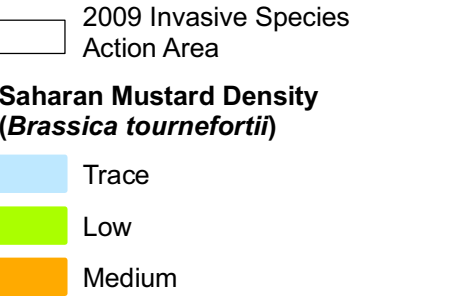 2009 Invasive Species
Action Area
Saharan Mustard Density
(Brassica tournefortii)
Trace
Low
Medium